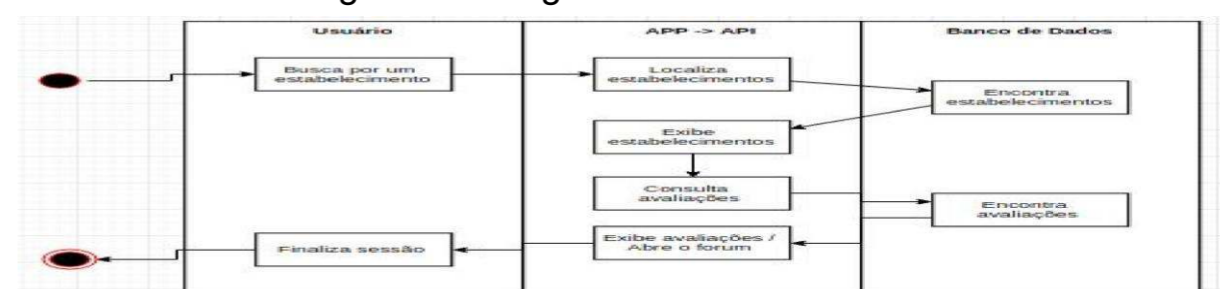 Usuário
APP -> API
Banco de Dados
Busca por um
estabelecimento
Localiza
estabelecimentos
Encontra
estabelecimentos
Exibe
estabelecimentos
Consulta
avaliações
Encontra
avaliações
Exibe avaliações /
Abre o forum
Finaliza sessão